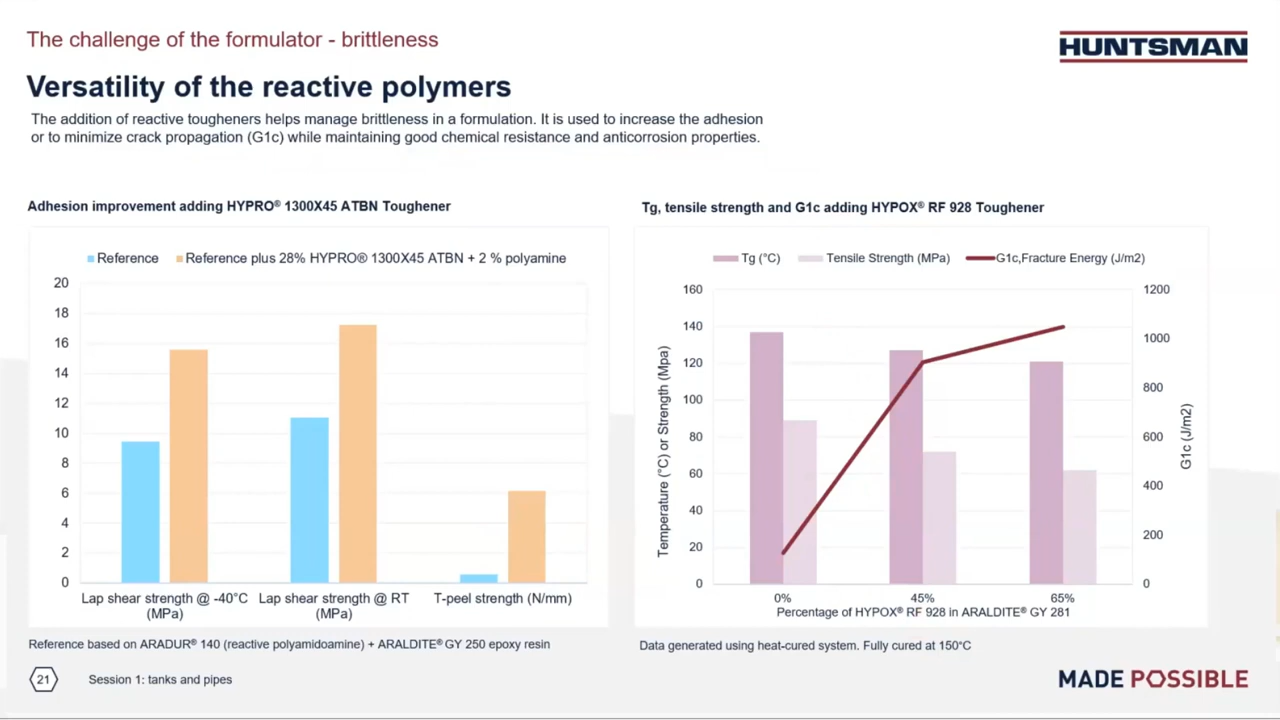 The challenge of the formulator - brittleness
HUNTSMAN
Versatility of the reactive polymers
The addition of reactive tougheners helps manage brittleness in a formulation. It is used to increase the adhesion
or to minimize crack propagation (G1c) while maintaining good chemical resistance and anticorrosion properties.
Adhesion improvement adding HYPRO® 1300X45 ATBN Toughener
Reference
Reference plus 28% HYPRO® 1300X45 ATBN + 2 % polyamine
20
18
16
14
12
10
8
6
4
2
0
Lap shear strength @ -40°C
(MPa)
Lap shear strength @ RT
(MPa)
T-peel strength (N/mm)
Reference based on ARADUR® 140 (reactive polyamidoamine) + ARALDITE® GY 250 epoxy resin
Tg, tensile strength and G1c adding HYPOX® RF 928 Toughener
Tg (°C)
Tensile Strength (MPa)
G1c,Fracture Energy (J/m2)
Temperature (°C) or Strength (Mpa)
160
140
120
100
80
60
40
20
0
1200
1000
800
600
400
200
0
G1c (J/m2)
0%
45%
65%
Percentage of HYPOX® RF 928 in ARALDITE® GY 281
Data generated using heat-cured system. Fully cured at 150°C
21
Session 1: tanks and pipes
MADE POSSIBLE